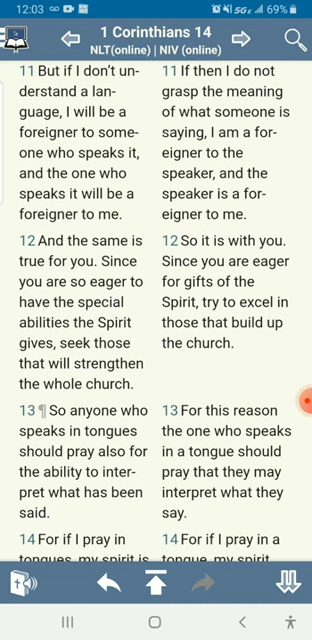 12:03
5GE 69%
1 Corinthians 14
NLT(online) | NIV (online)
11 But if I don't un-
derstand a lan-
guage, I will be a
foreigner to some-
one who speaks it,
and the one who
speaks it will be a
foreigner to me.
12 And the same is
true for you. Since
you are so eager to
have the special
abilities the Spirit
gives, seek those
that will strengthen
the whole church.
13 ¶ So anyone who
speaks in tongues
should pray also for
the ability to inter-
pret what has been
said.
14 For if I pray in
tongues, my spirit is
11 If then I do not
grasp the meaning
of what someone is
saying, I am a for-
eigner to the
speaker, and the
speaker is a for-
eigner to me.
12 So it is with you.
Since you are eager
for gifts of the
Spirit, try to excel in
those that build up
the church.
13 For this reason
the one who speaks
in a tongue should
pray that they may
interpret what they
say.
14 For if I pray in a
tongue, my spirit